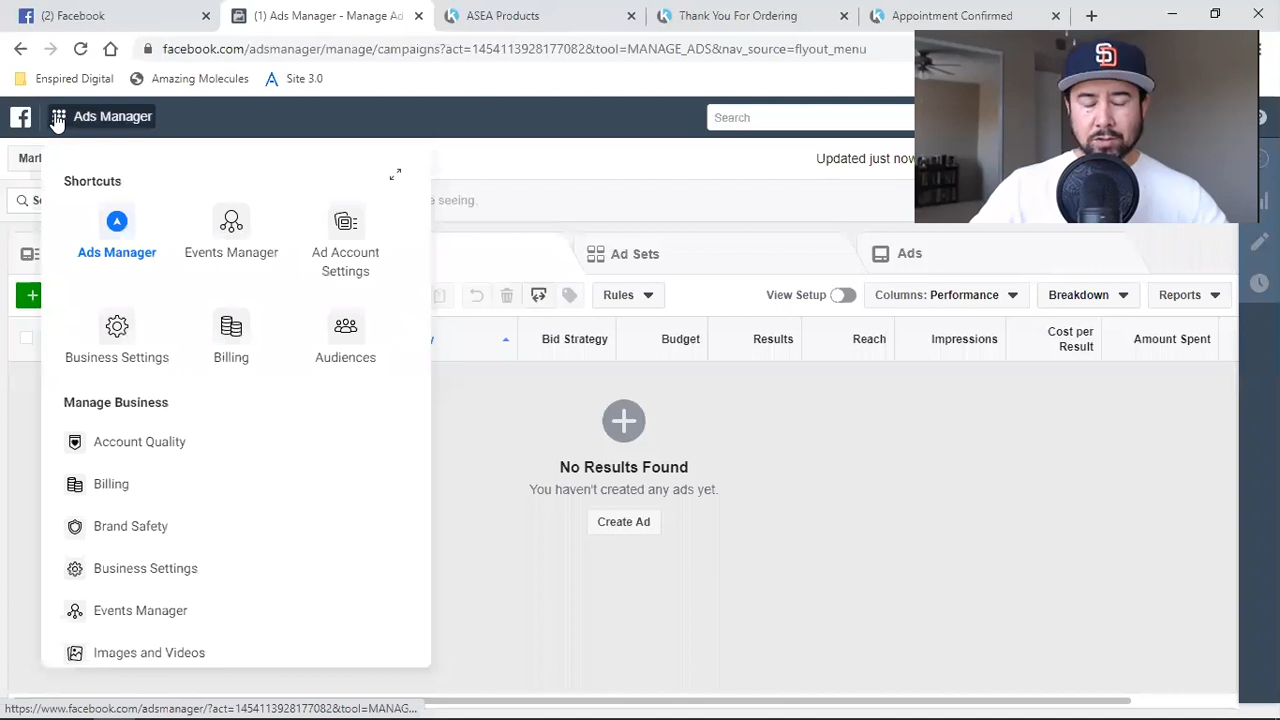 (2) Facebook
(1) Ads Manager - Manage Ad
ASEA Products
Thank You For Ordering
Appointment Confirmed
facebook.com/adsmanager/manage/campaigns?act=1454113928177082&tool=MANAGE_ADS&nav_source=flyout_menu
Enspired Digital
Amazing Molecules
Site 3.0
Ads Manager
Search
Mark
Updated just now
Se
e seeing.
Shortcuts
Ads Manager
Events Manager
Ad Account
Settings
Business Settings
Billing
Audiences
Manage Business
Account Quality
Billing
Brand Safety
Business Settings
Events Manager
Images and Videos
Ad Sets
Ads
Rules
View Setup
Columns: Performance
Breakdown
Reports
Bid Strategy
Budget
Results
Reach
Impressions
Cost per
Result
Amount Spent
No Results Found
You haven't created any ads yet.
Create Ad
SD
https://www.facebook.com/adsmanager/?act=1454113928177082&tool=MANAG...